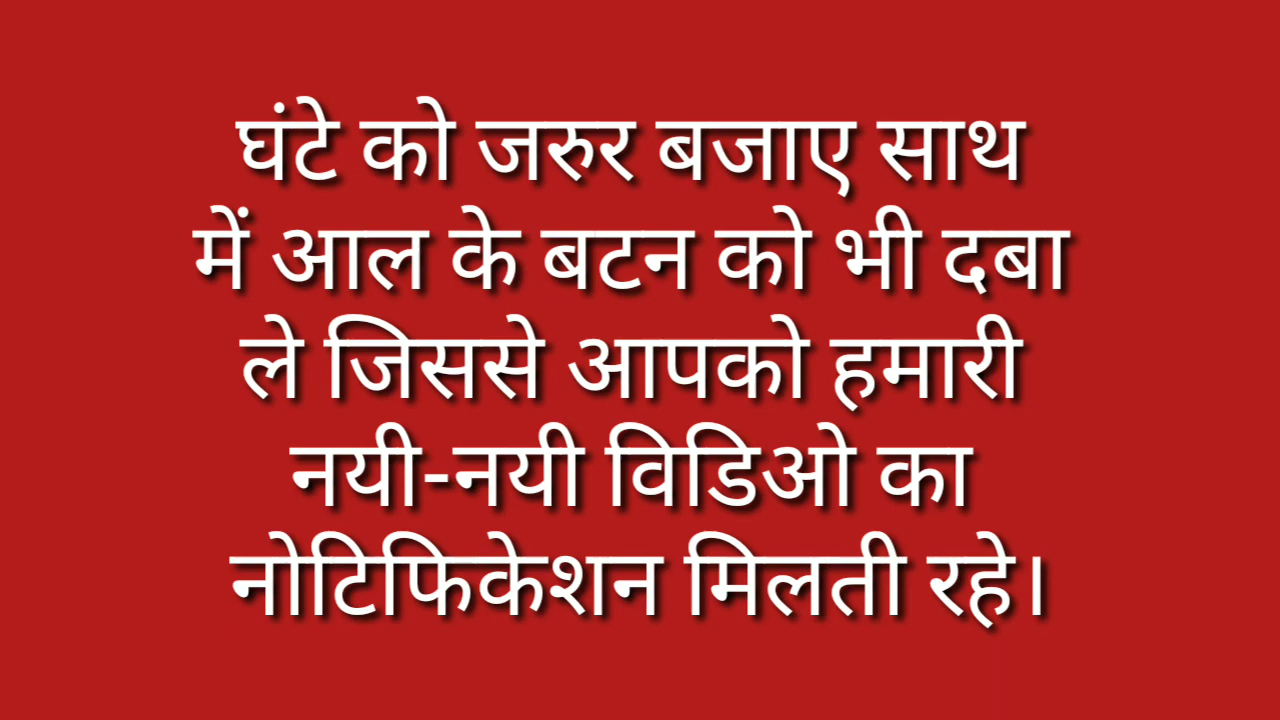 घंटे को जरुर बजाए साथ
में आल के बटन को भी दबा
ले जिससे आपको हमारी
नयी-नयी विडिओ का
नोटिफिकेशन मिलती रहे।